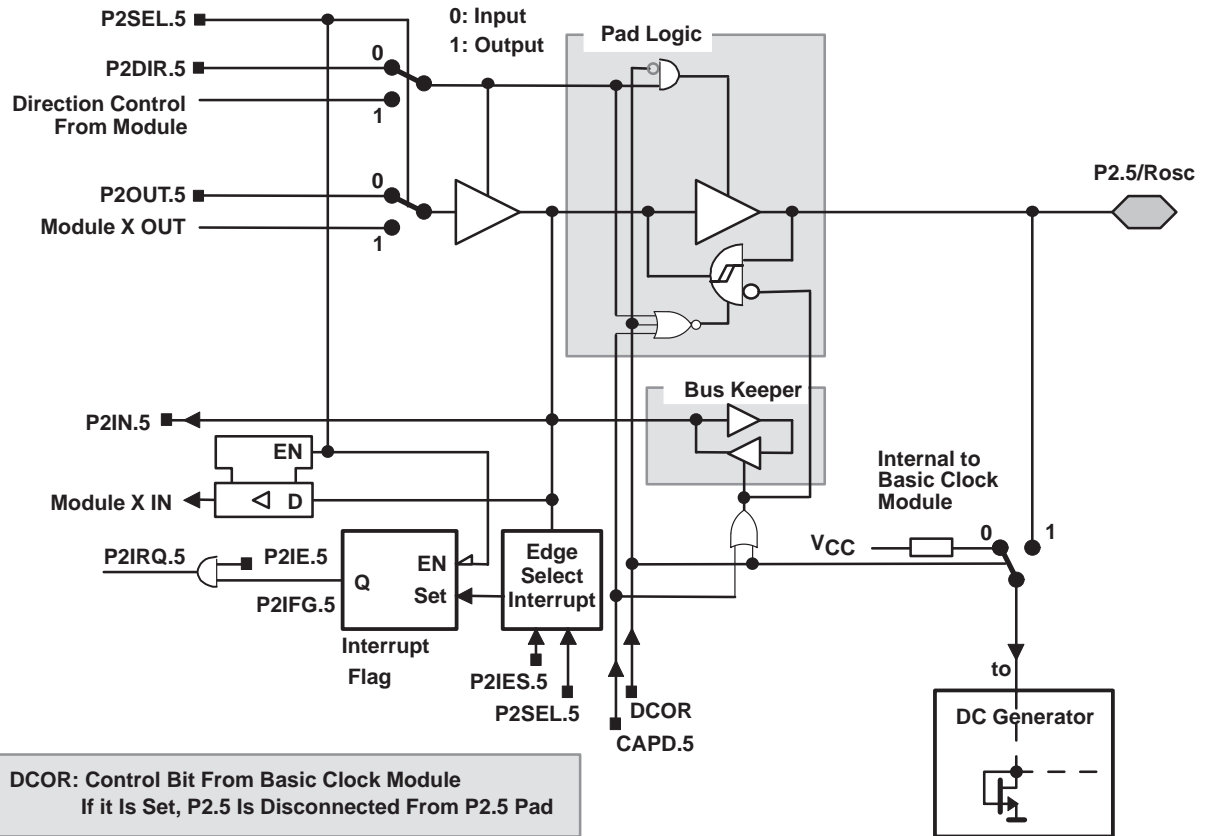 P2SEL.5
0: Input
1: Output
Pad Logic
P2DIR.5
0
Direction Control
From Module
1
P2OUT.5
0
Module X OUT
1
P2.5/Rosc
P2IN.5
Bus Keeper
EN
Module X IN
D
Internal to
Basic Clock
Module
VCC
0
1
P2IRQ.5
P2IE.5
P2IFG.5
Q
EN
Set
Interrupt
Flag
Edge
Select
Interrupt
P2IES.5
P2SEL.5
DCOR
CAPD.5
to
DC Generator
DCOR: Control Bit From Basic Clock Module
If it Is Set, P2.5 Is Disconnected From P2.5 Pad